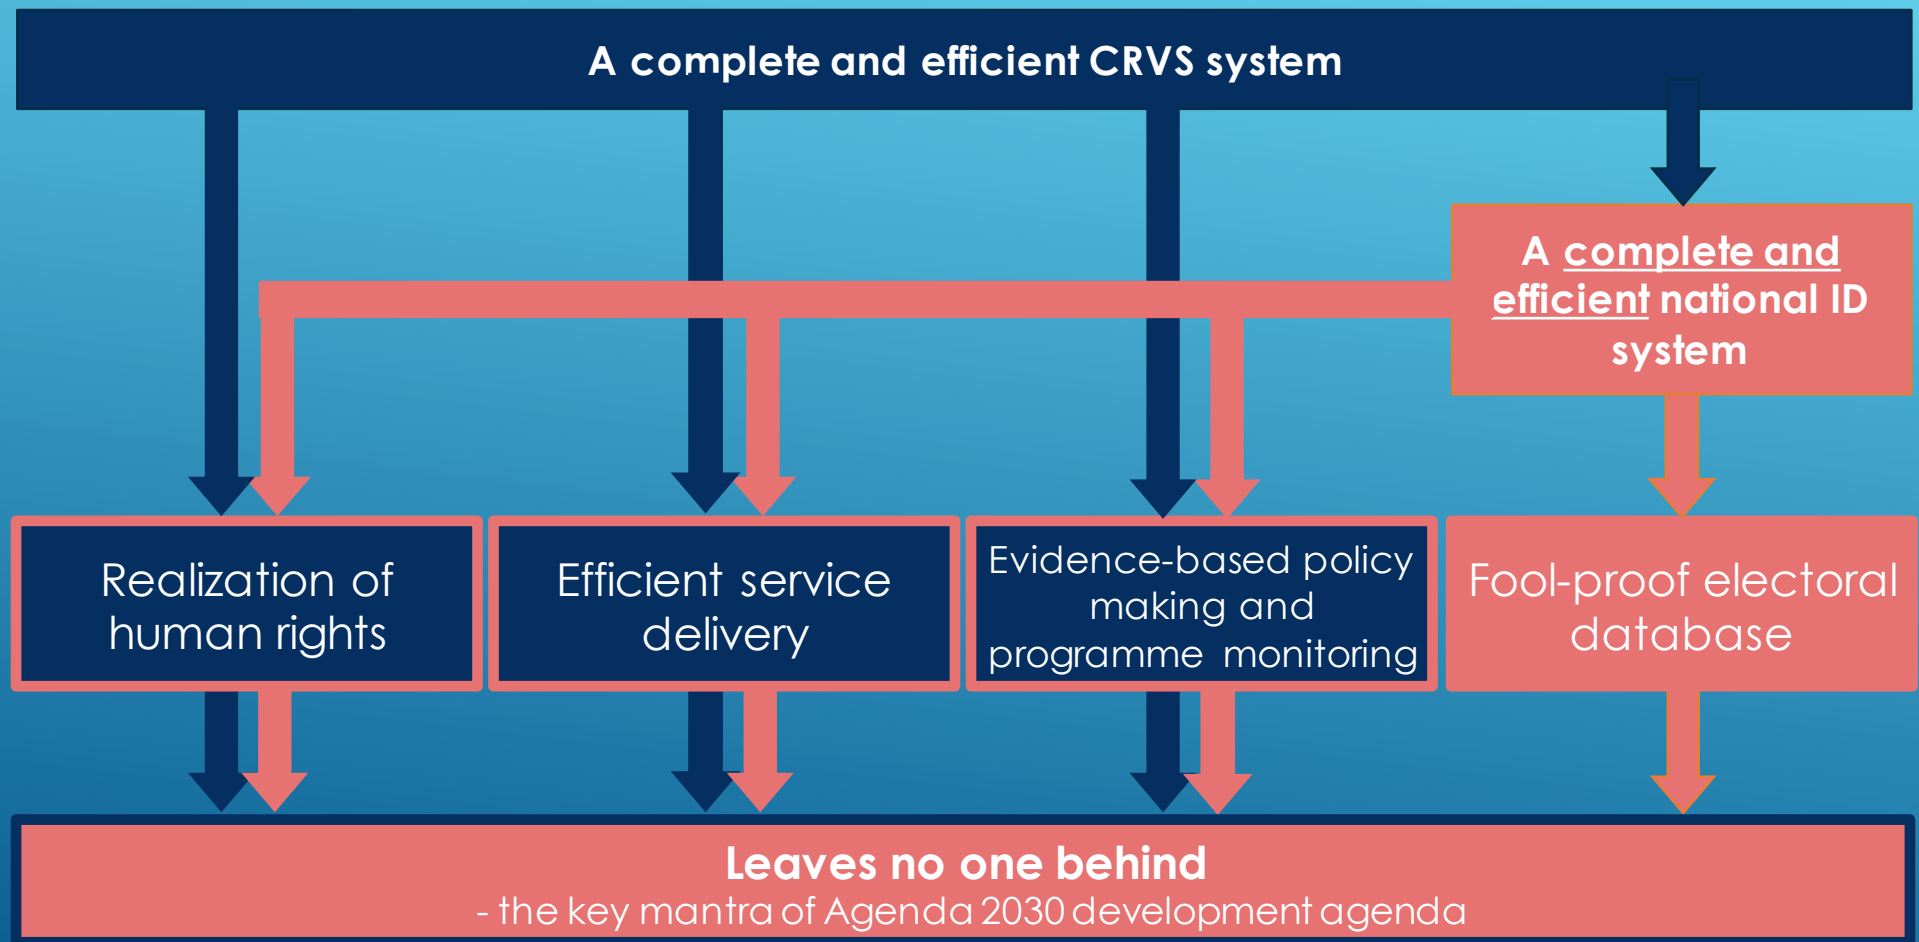 A complete and efficient CRVS system
A complete and
efficient national ID
system
Realization of
human rights
Efficient service
delivery
Evidence-based policy
making and
programme monitoring
Fool-proof electoral
database
Leaves no one behind
- the key mantra of Agenda 2030 development agenda